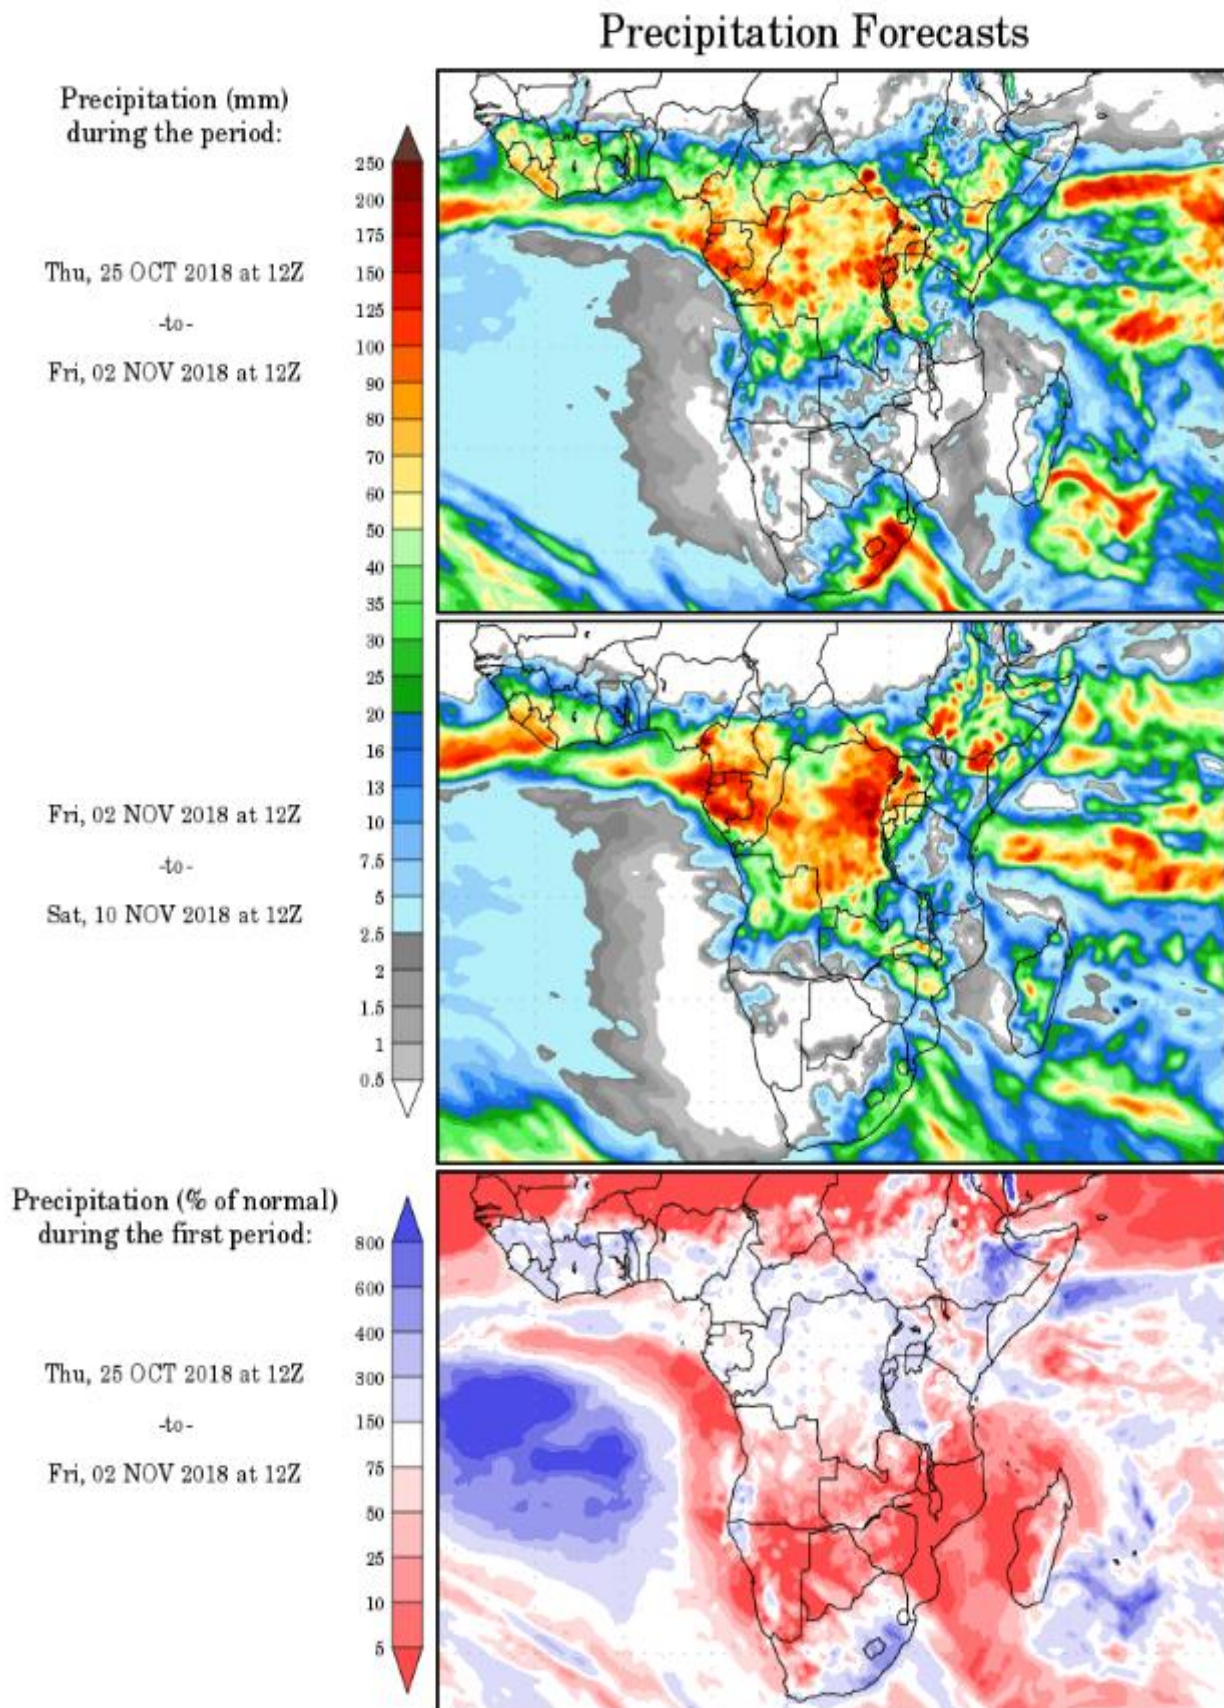 Precipitation Forecasts
Precipitation (mm)
during the period:
Thu, 25 OCT 2018 at 12Z
-to-
Fri, 02 NOV 2018 at 12Z
250
200
175
150
125
100
90
80
70
60
50
40
35
30
25
20
16
13
10
7.5
5
2.5
2
1.5
1
0.5
Fri, 02 NOV 2018 at 12Z
-to-
Sat, 10 NOV 2018 at 12Z
Precipitation (% of normal)
during the first period:
Thu, 25 OCT 2018 at 12Z
-to-
Fri, 02 NOV 2018 at 12Z
800
600
400
300
150
75
50
25
10
5